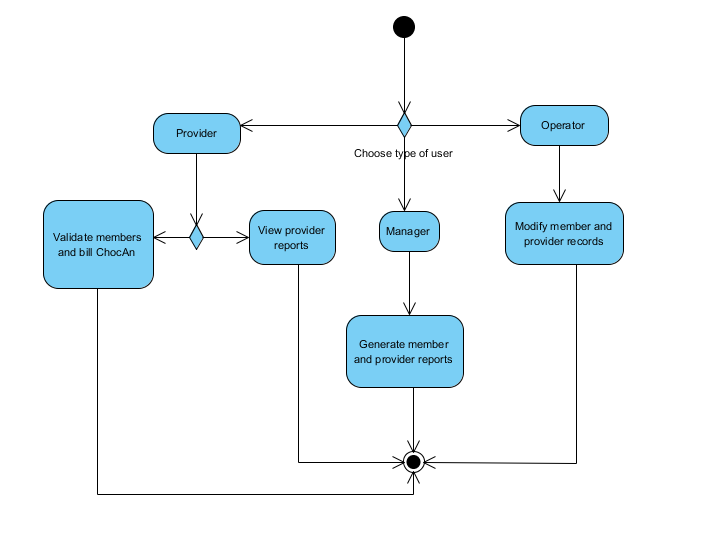 Provider
Operator
Choose type of user
Validate members
and bill ChocAn
View provider
reports
Manager
Modify member and
provider records
Generate member
and provider reports